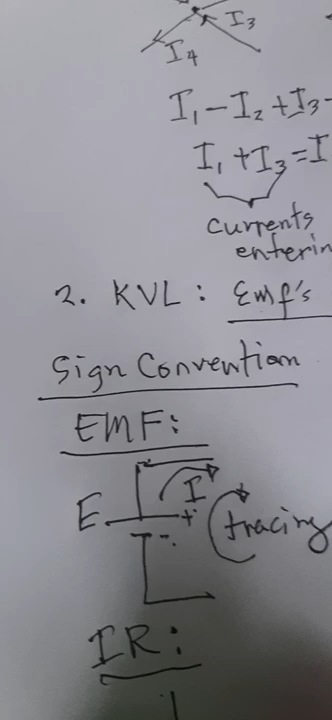 I₃
I₄
I₁ - I₂ + I₃ -
I₁ + I₃ = I
currents
enterin
2. KVL: Emf's
Sign Convention
EMF:
I
E + tracing
-
IR: